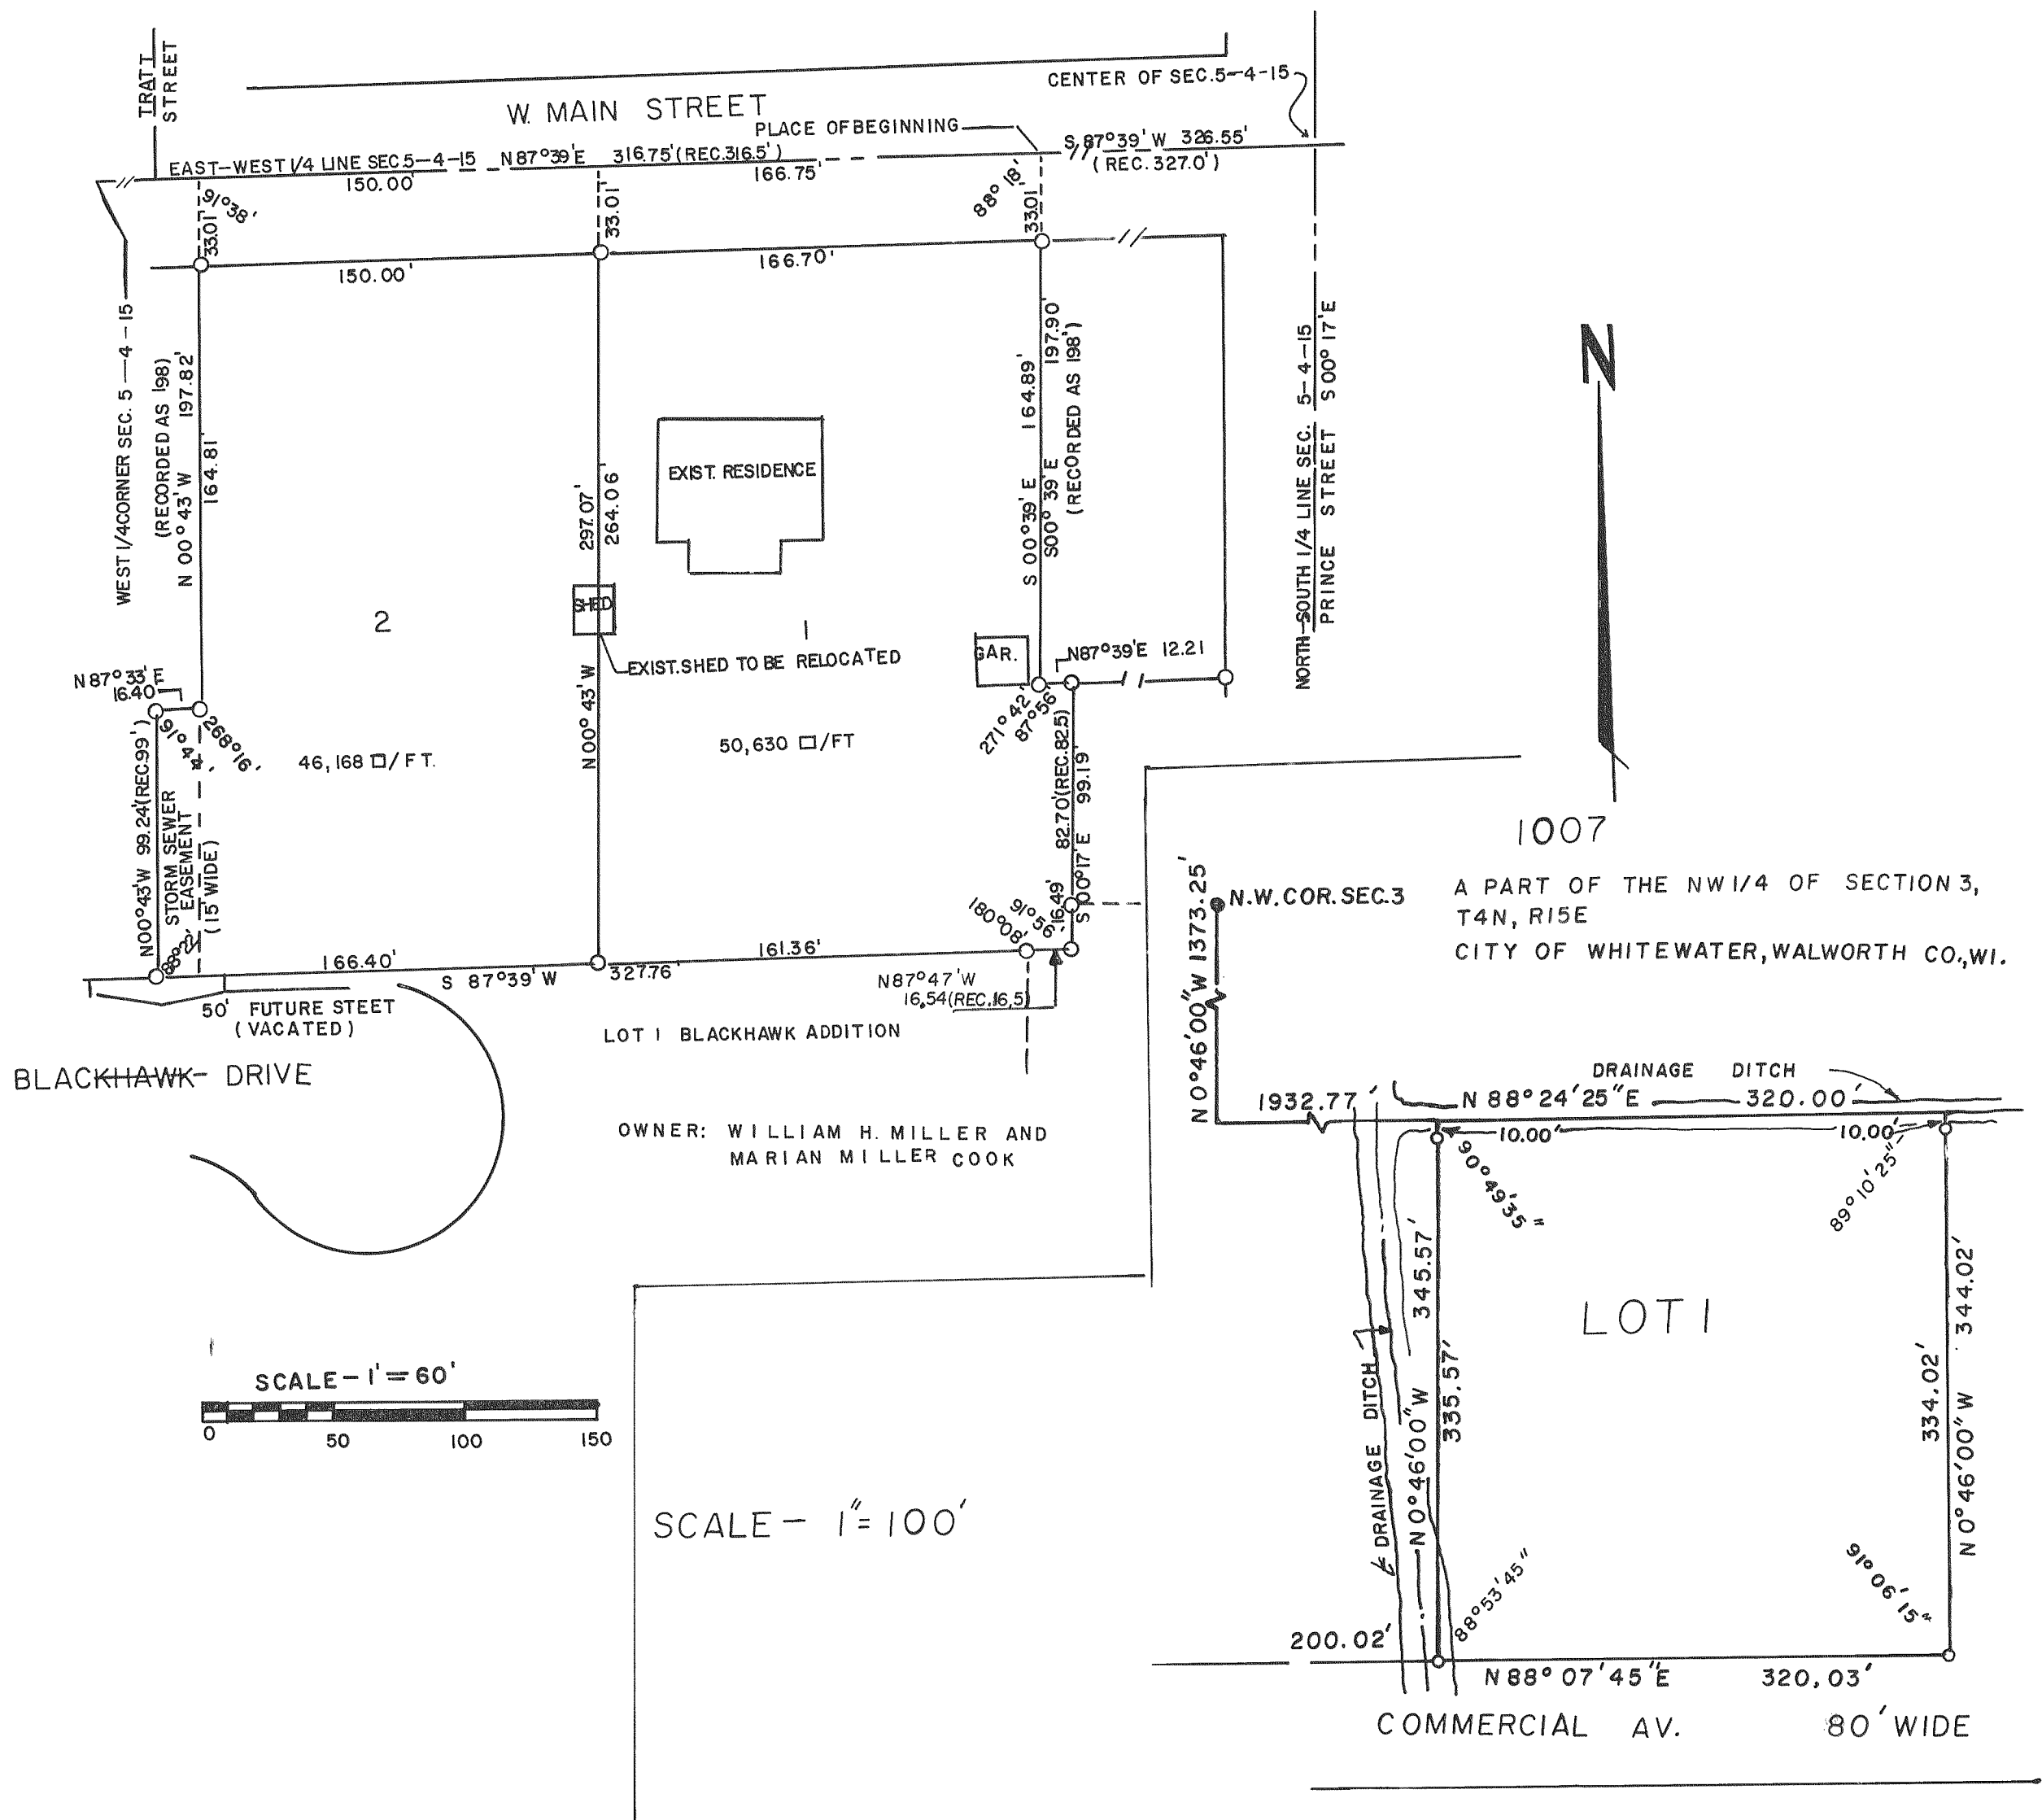 TRATT
STREET
W. MAIN STREET
CENTER OF SEC. 5-4-15
PLACE OF BEGINNING
EAST-WEST 1/4 LINE SEC. 5-4-15 N 87°39' E 316.75' (REC. 316.5')
S 87°39' W 326.55'
(REC. 327.0')
150.00'
166.75'
91°38'
33.01'
33.01'
88°18'
33.01
150.00'
166.70'
WEST 1/4 CORNER SEC. 5-4-15
(RECORDED AS 198)
N 00°43' W 197.82'
164.81'
297.07'
264.06'
N 00°43' W
EXIST. RESIDENCE
S 00°39' E 164.89'
S 00°39' E 197.90'
(RECORDED AS 198')
NORTH-SOUTH 1/4 LINE SEC. 5-4-15
PRINCE STREET S 00°17' E
N
2
SHED
1
EXIST. SHED TO BE RELOCATED
GAR.
N 87°39' E 12.21
N 87°33' E
16.40
91°44'
268°16'
271°42'
87°56'
46,168 □/FT.
50,630 □/FT
N 00°43' W 99.24' (REC. 99')
STORM SEWER
EASEMENT
(15 WIDE)
82.70' (REC. 82.5)
S 00°17' E 99.19
16.49'
180°08'
91°56'
166.40'
S 87°39' W
327.76'
161.36'
N 87°47' W
16,54 (REC. 16,5)
50' FUTURE STEET
(VACATED)
LOT 1 BLACKHAWK ADDITION
BLACKHAWK DRIVE
OWNER: WILLIAM H. MILLER AND
MARIAN MILLER COOK
SCALE - 1' = 60'
0 50 100 150
SCALE - 1" = 100'
1007
N.W. COR. SEC. 3
A PART OF THE NW 1/4 OF SECTION 3,
T4N, R15E
CITY OF WHITEWATER, WALWORTH CO., WI.
N 0°46'00" W 1373.25'
DRAINAGE DITCH
1932.77'
N 88°24'25" E 320.00'
10.00'
10.00'
90°49'35"
89°10'25"
345.57'
335.57'
N 0°46'00" W
DRAINAGE DITCH
LOT 1
334.02'
N 0°46'00" W 344.02'
88°53'45"
91°06'15"
200.02'
N 88°07'45" E 320,03'
COMMERCIAL AV. 80' WIDE